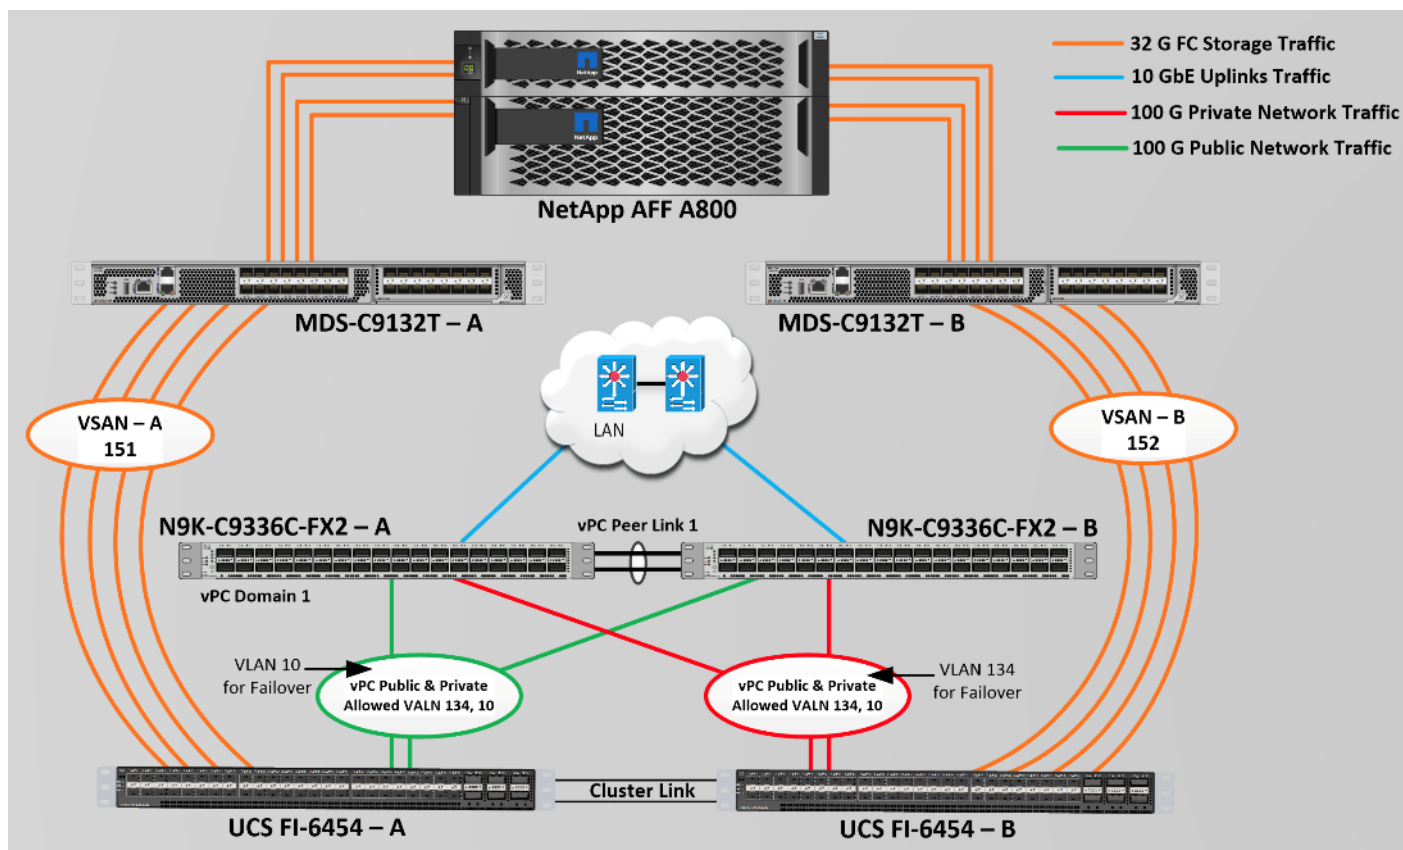 32 G FC Storage Traffic
10 GbE Uplinks Traffic
100 G Private Network Traffic
100 G Public Network Traffic
NetApp
NetApp
NetApp AFF A800
MDS-C9132T – A
MDS-C9132T – B
VSAN – A
151
LAN
VSAN – B
152
N9K-C9336C-FX2 – A
vPC Peer Link 1
N9K-C9336C-FX2 – B
vPC Domain 1
VLAN 10
for Failover
vPC Public & Private
Allowed VALN 134, 10
vPC Public & Private
Allowed VALN 134, 10
VLAN 134
for Failover
Cluster Link
UCS FI-6454 – A
UCS FI-6454 – B